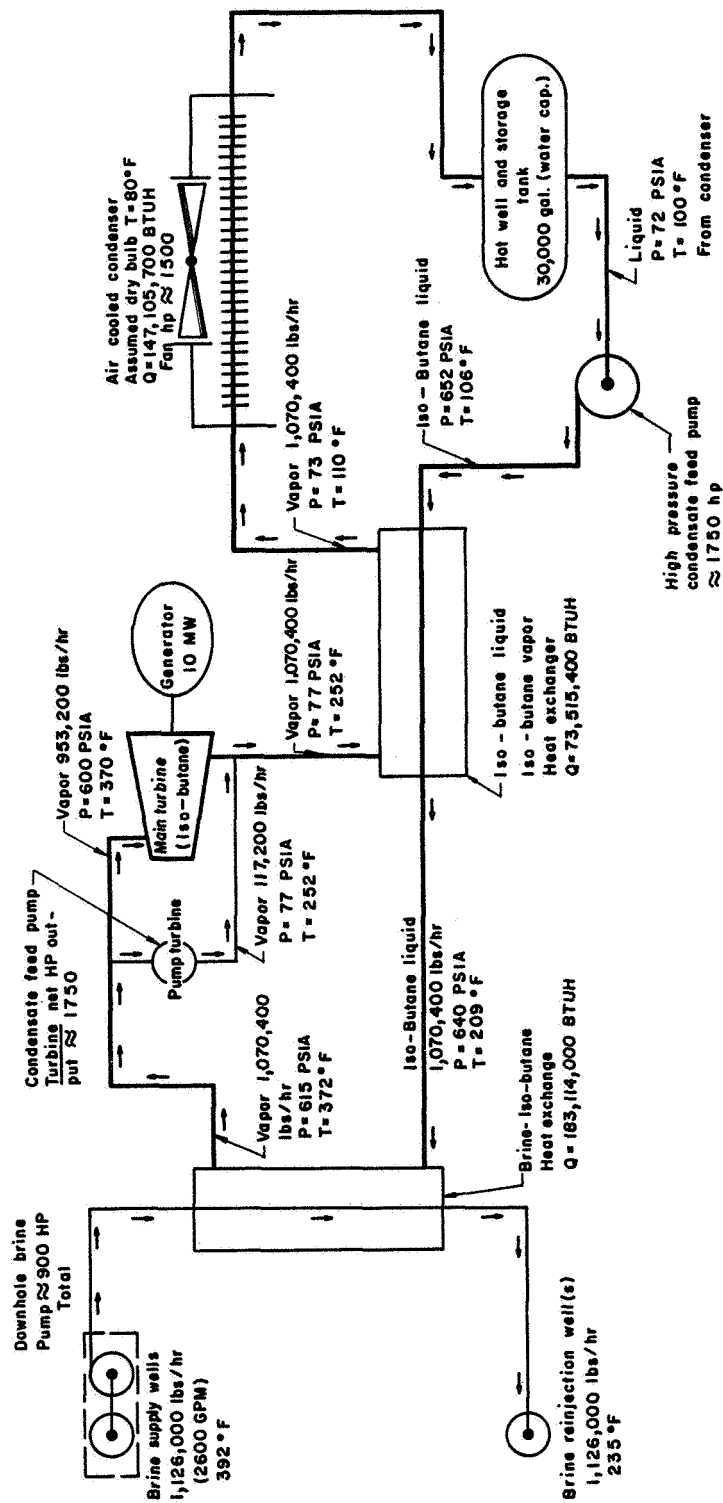 Downhole brine
Pump ≈ 900 HP
Total
Brine supply wells
1,126,000 lbs/hr
(2600 GPM)
392 °F
Condensate feed pump
Turbine net HP out-
put ≈ 1750
Vapor 953,200 lbs/hr
P = 600 PSIA
T = 370 °F
Pump turbine
Main turbine
(Iso-butane)
Generator
10 MW
Vapor 1,070,400
lbs/hr
P = 615 PSIA
T = 372 °F
Vapor 117,200 lbs/hr
P = 77 PSIA
T = 252 °F
Vapor 1,070,400 lbs/hr
P = 77 PSIA
T = 252 °F
Vapor 1,070,400 lbs/hr
P = 73 PSIA
T = 110 °F
Air cooled condenser
Assumed dry bulb T = 80°F
Q = 147,105,700 BTUH
Fan hp ≈ 1500
Hot well and storage
tank
30,000 gal. (water cap.)
Liquid
P = 72 PSIA
T = 100 °F
From condenser
Iso-Butane liquid
P = 652 PSIA
T = 106 °F
High pressure
condensate feed pump
≈ 1750 hp
Iso-butane liquid
Iso-butane vapor
Heat exchanger
Q = 73,515,400 BTUH
Iso-Butane liquid
1,070,400 lbs/hr
P = 640 PSIA
T = 209 °F
Brine-Iso-butane
Heat exchange
Q = 183,114,000 BTUH
Brine reinjection well(s)
1,126,000 lbs/hr
235 °F